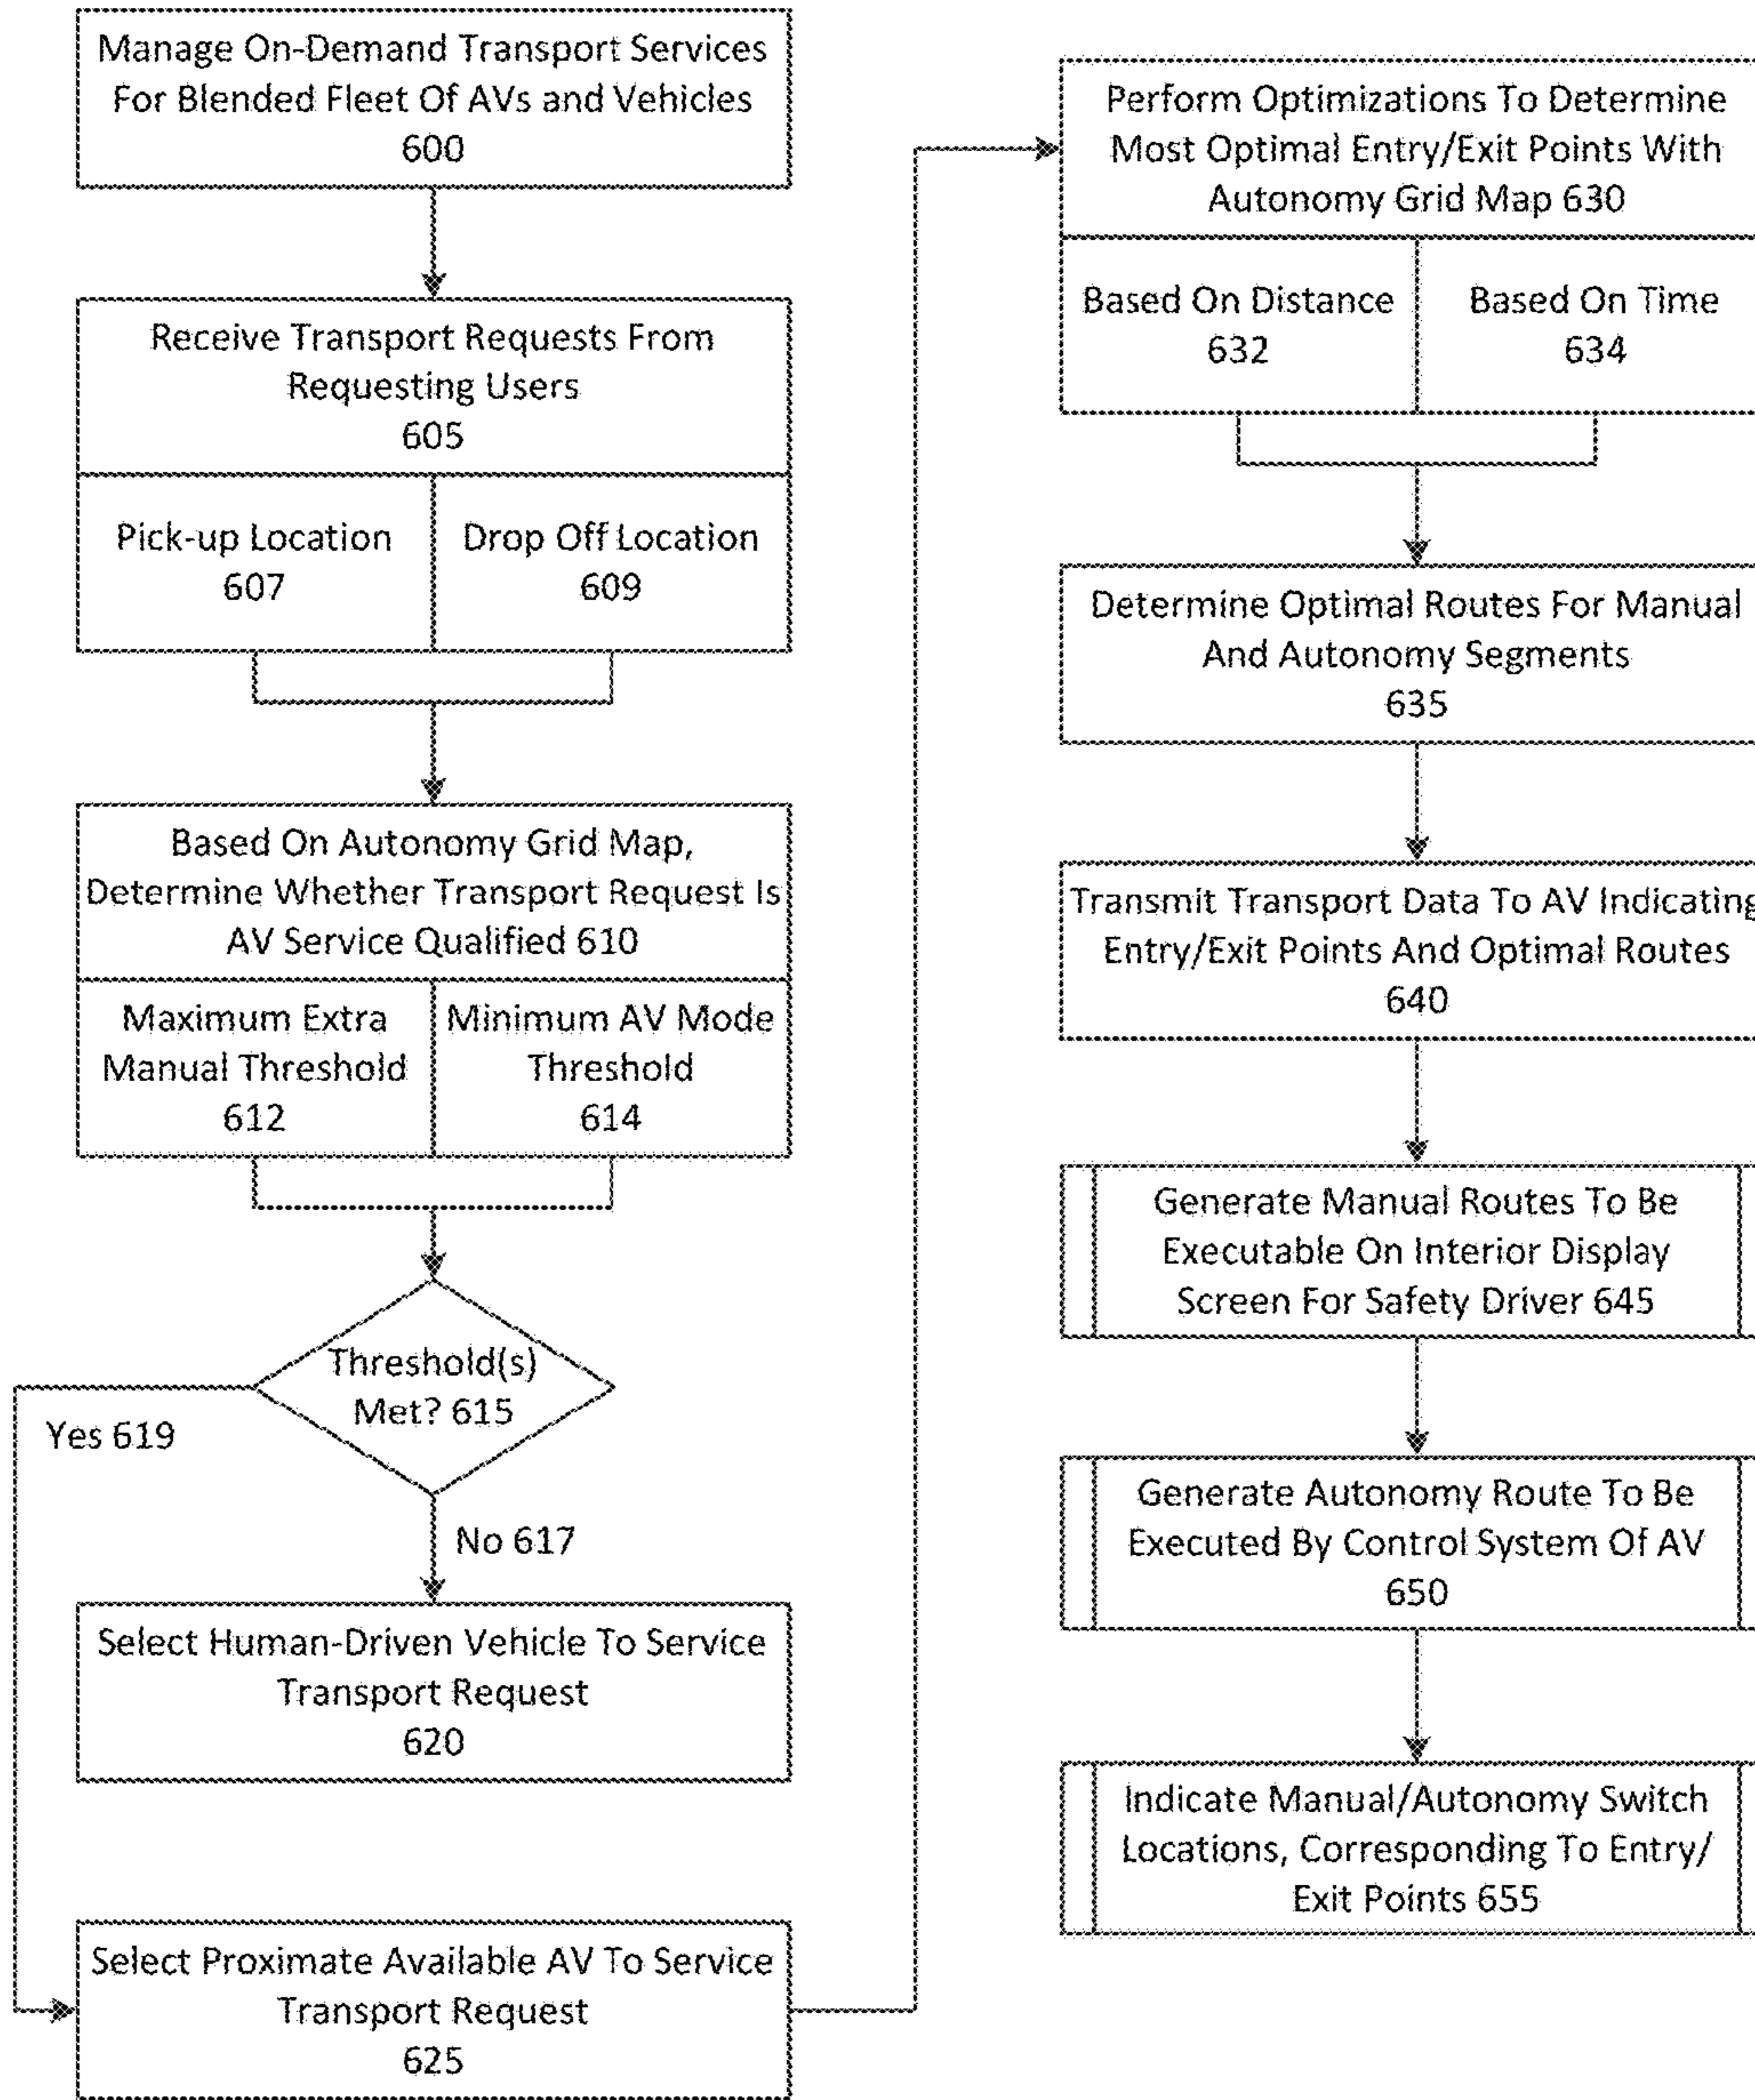 Manage On-Demand Transport Services
For Blended Fleet Of AVs and Vehicles
600
Receive Transport Requests From
Requesting Users
605
Pick-up Location
607
Drop Off Location
609
Based On Autonomy Grid Map,
Determine Whether Transport Request Is
AV Service Qualified 610
Maximum Extra
Manual Threshold
612
Minimum AV Mode
Threshold
614
Threshold(s)
Met? 615
Yes 619
No 617
Select Human-Driven Vehicle To Service
Transport Request
620
Select Proximate Available AV To Service
Transport Request
625
Perform Optimizations To Determine
Most Optimal Entry/Exit Points With
Autonomy Grid Map 630
Based On Distance
632
Based On Time
634
Determine Optimal Routes For Manual
And Autonomy Segments
635
Transmit Transport Data To AV Indicating
Entry/Exit Points And Optimal Routes
640
Generate Manual Routes To Be
Executable On Interior Display
Screen For Safety Driver 645
Generate Autonomy Route To Be
Executed By Control System Of AV
650
Indicate Manual/Autonomy Switch
Locations, Corresponding To Entry/
Exit Points 655